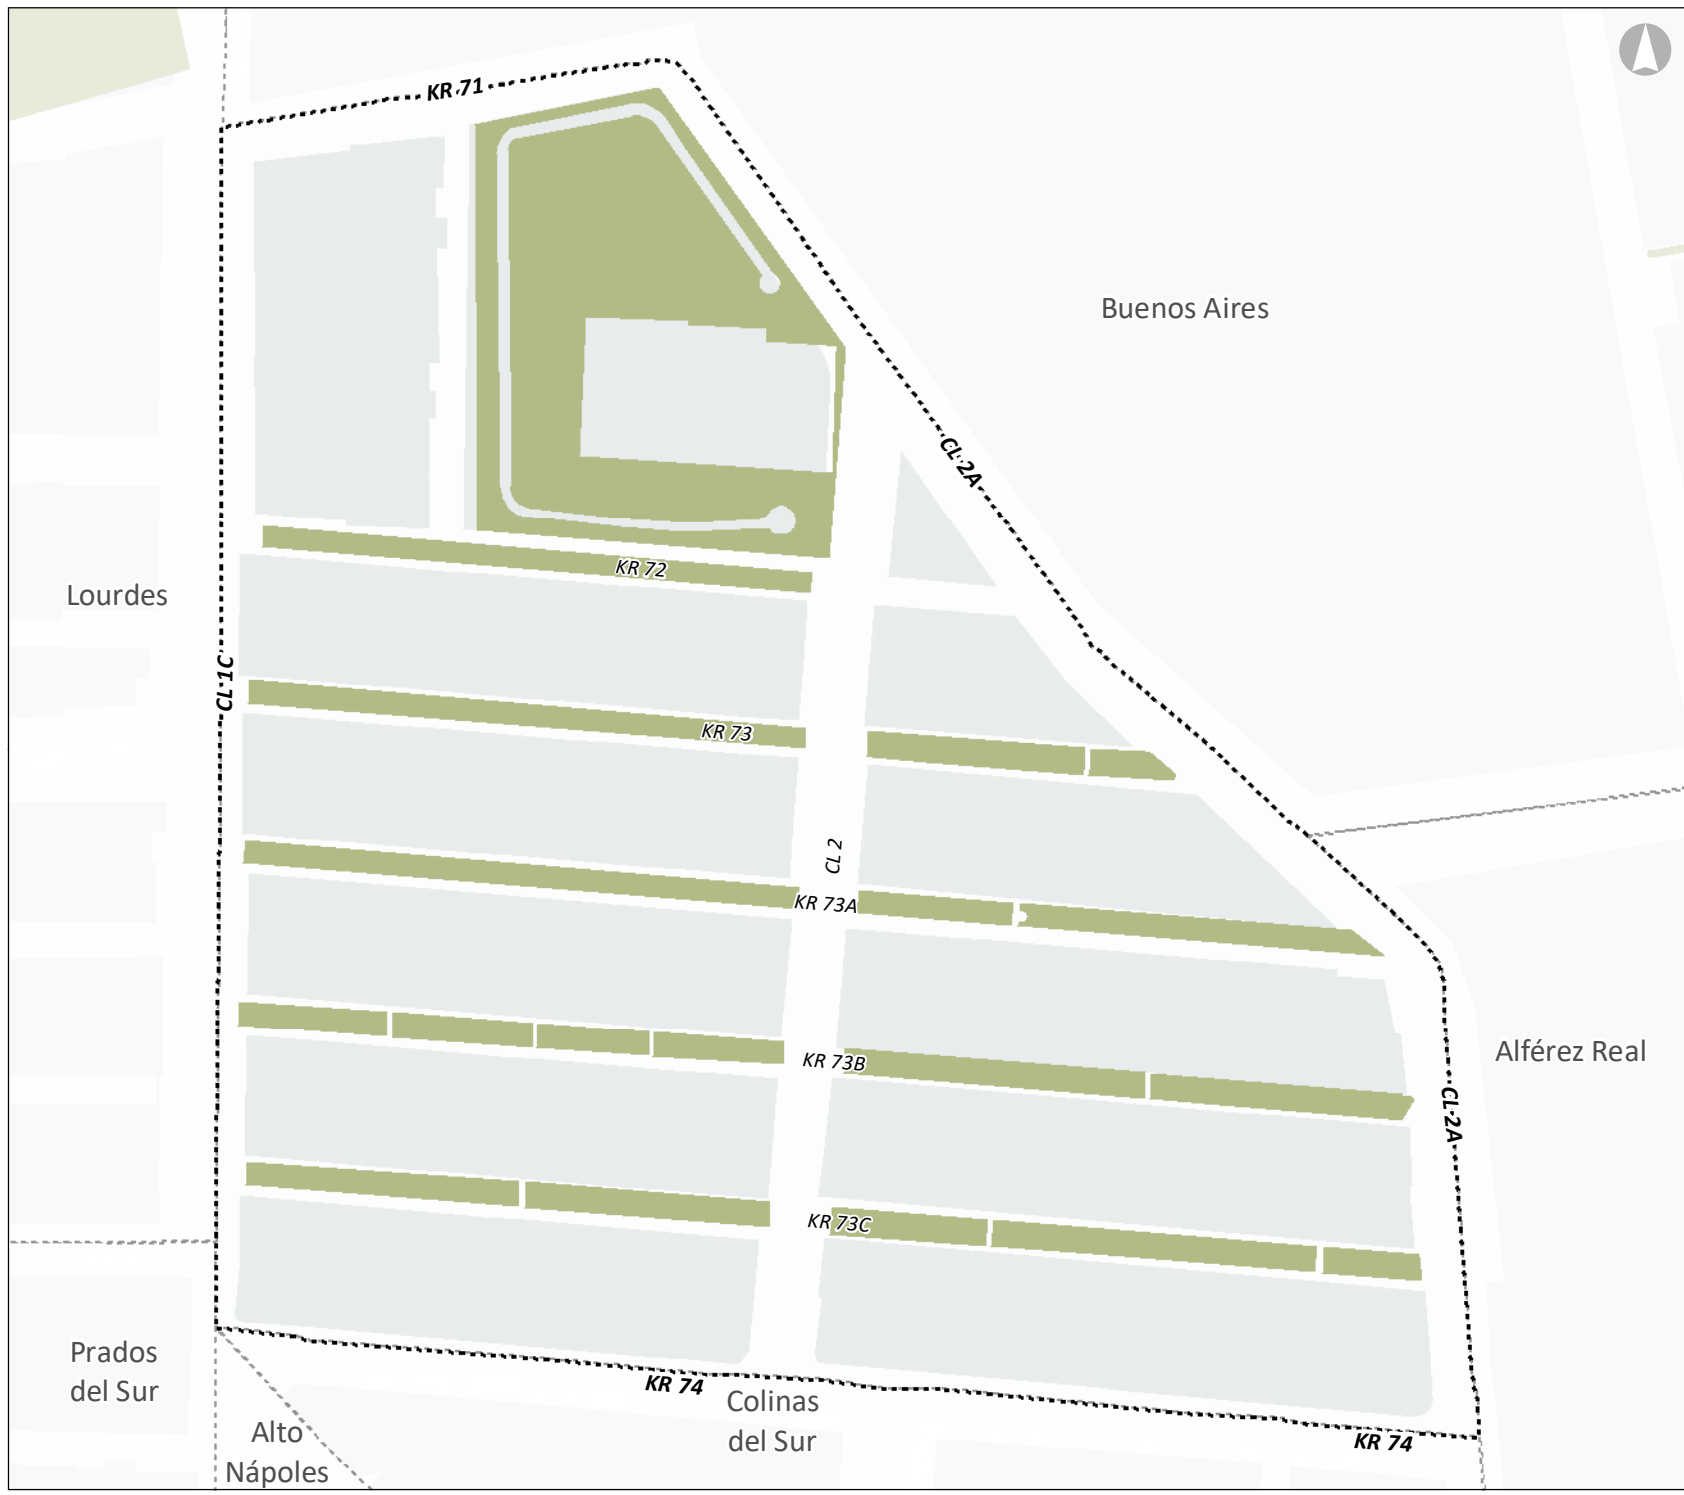 KR 71
Buenos Aires
CL 2A
KR 72
Lourdes
CL 1C
KR 73
CL 2
KR 73A
Alférez Real
KR 73B
CL 2A
KR 73C
Prados
del Sur
KR 74
Colinas
del Sur
Alto
Nápoles
KR 74